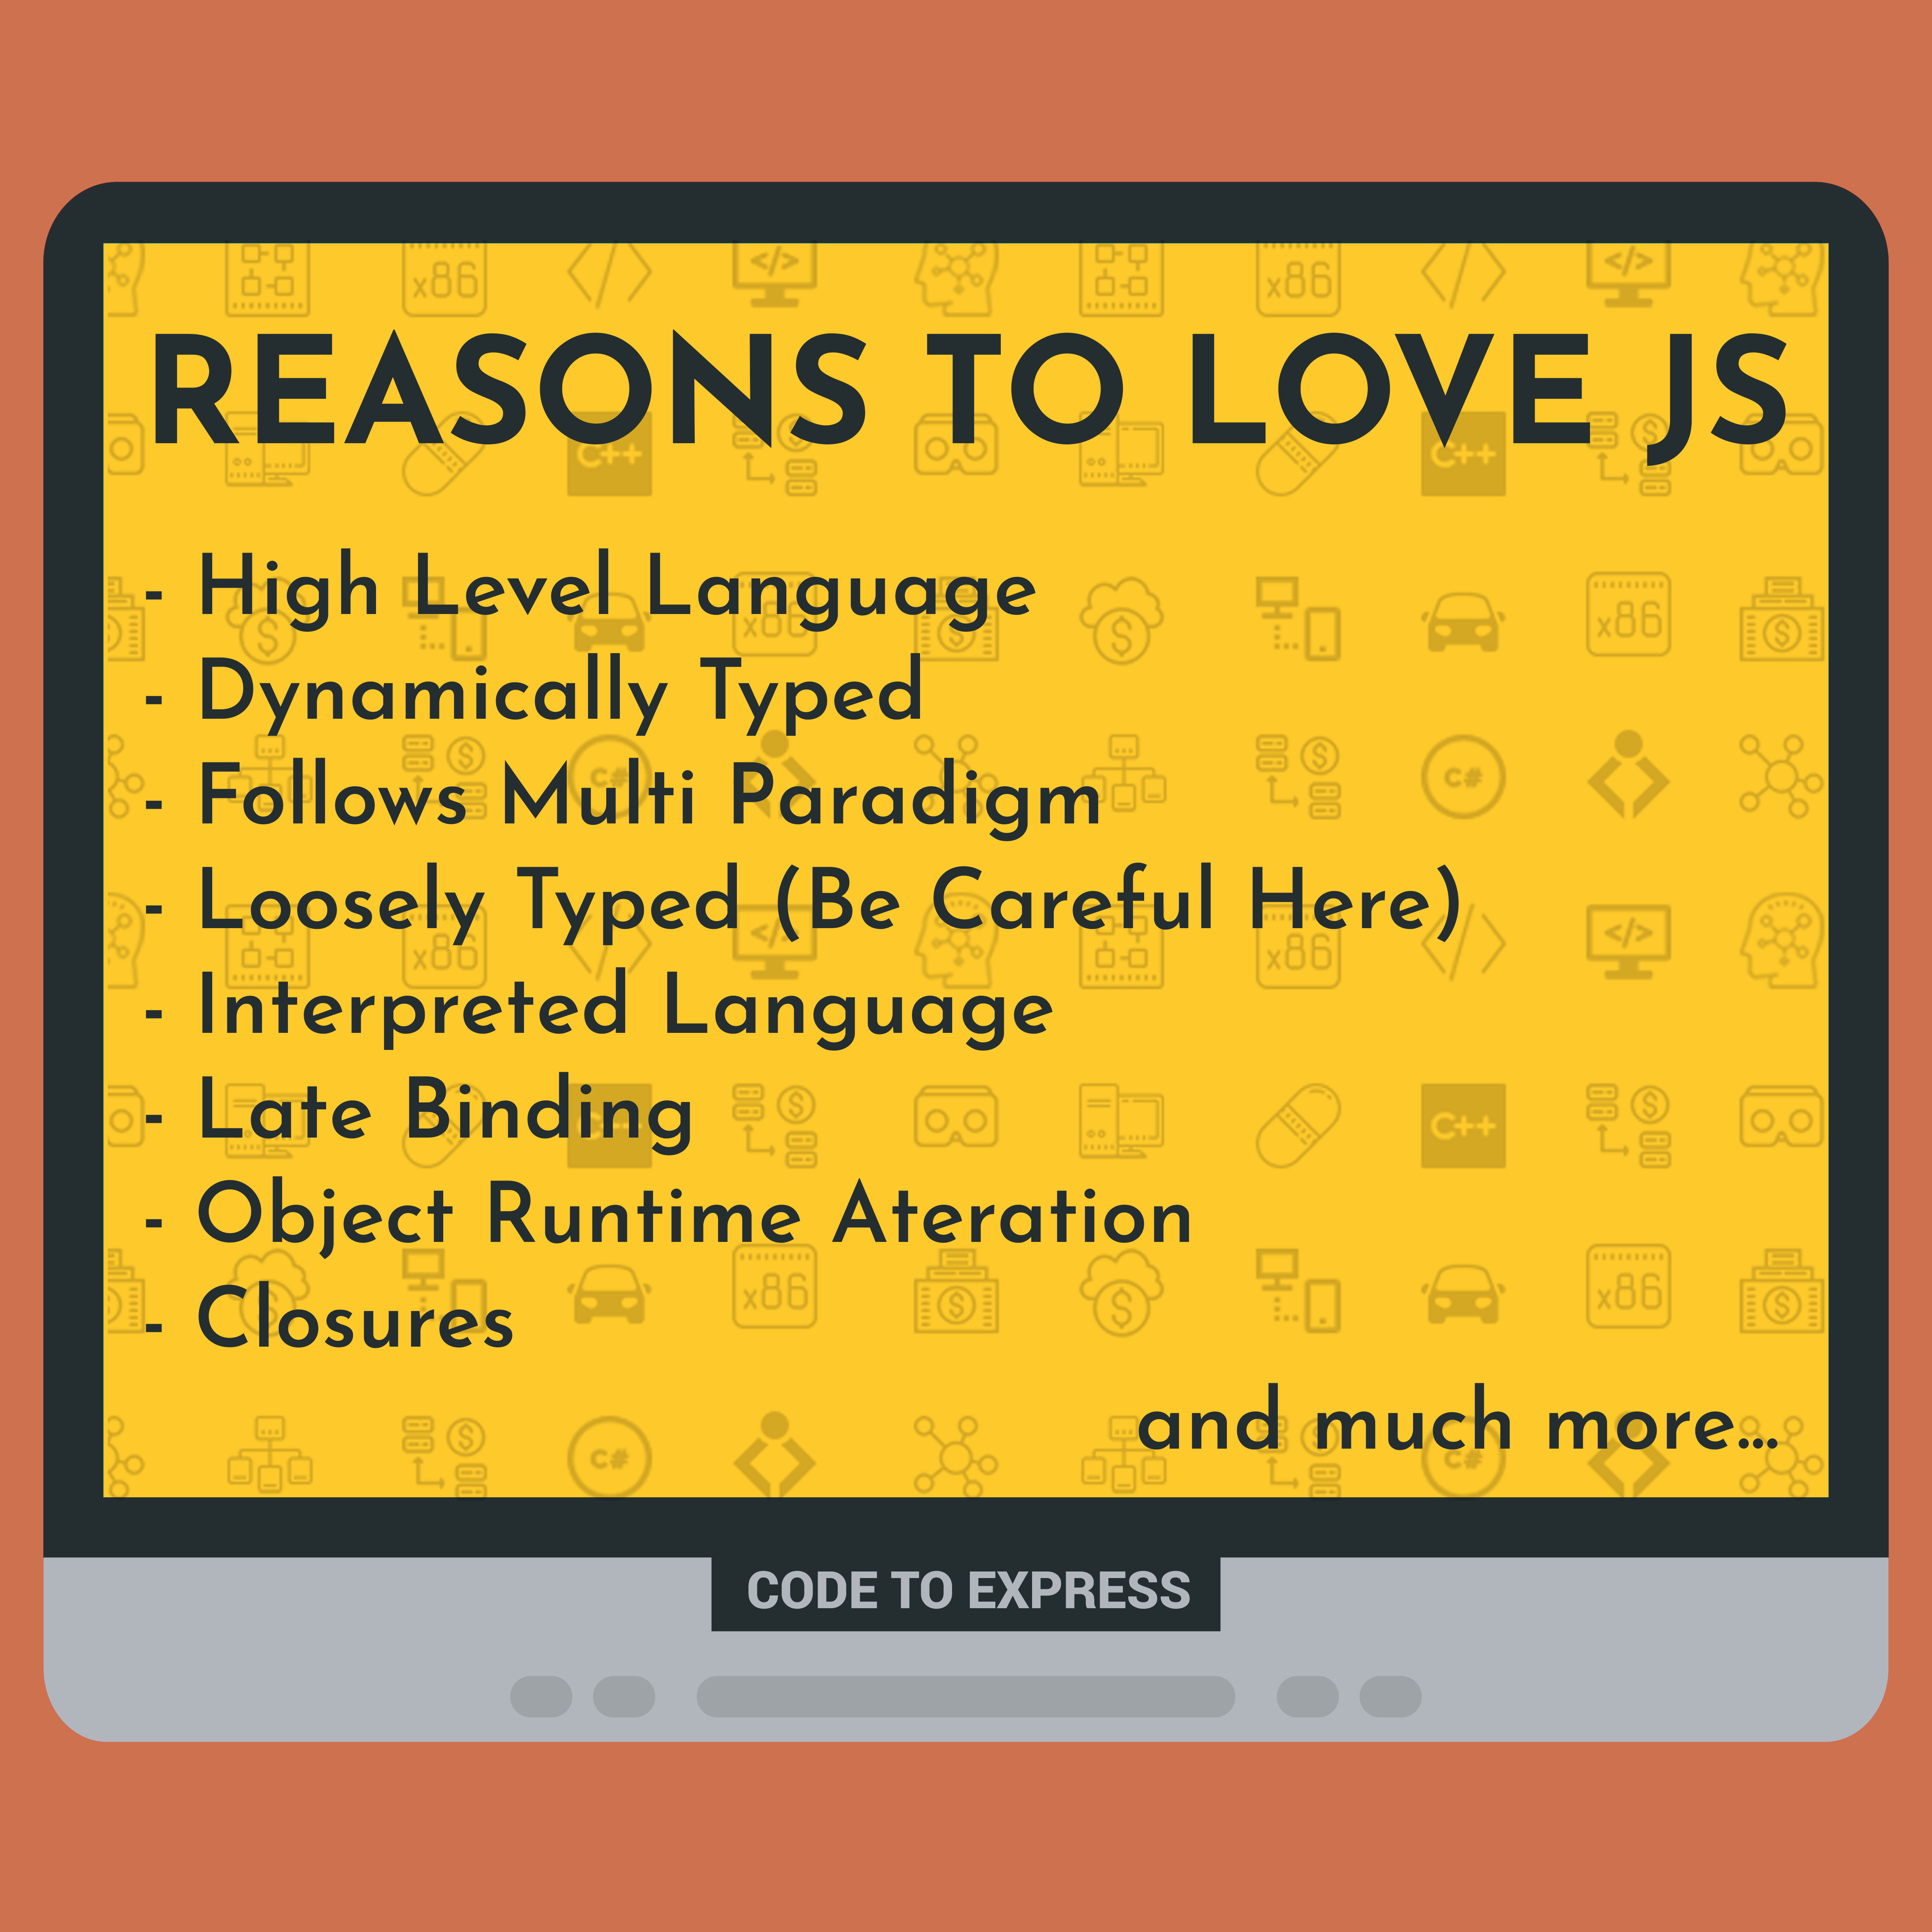 REASONS TO LOVE JS
- High Level Language
- Dynamically Typed
- Follows Multi Paradigm
- Loosely Typed (Be Careful Here)
- Interpreted Language
- Late Binding
- Object Runtime Ateration
- Closures
and much more...
CODE TO EXPRESS